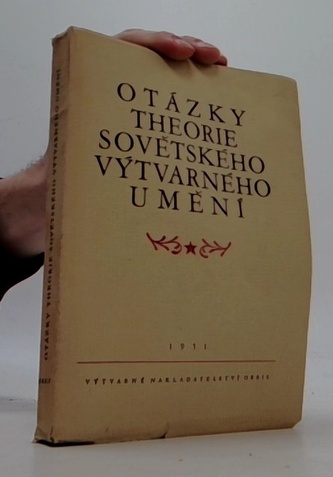 OTÁZKY
THEORIE
SOVĚTSKÉHO
VÝTVARNÉHO
UMĚNÍ
1951
VÝTVARNÉ NAKLADATELSTVÍ ORBIS
OTÁZKY THEORIE SOVĚTSKÉHO VÝTVARNÉHO UMĚNÍ